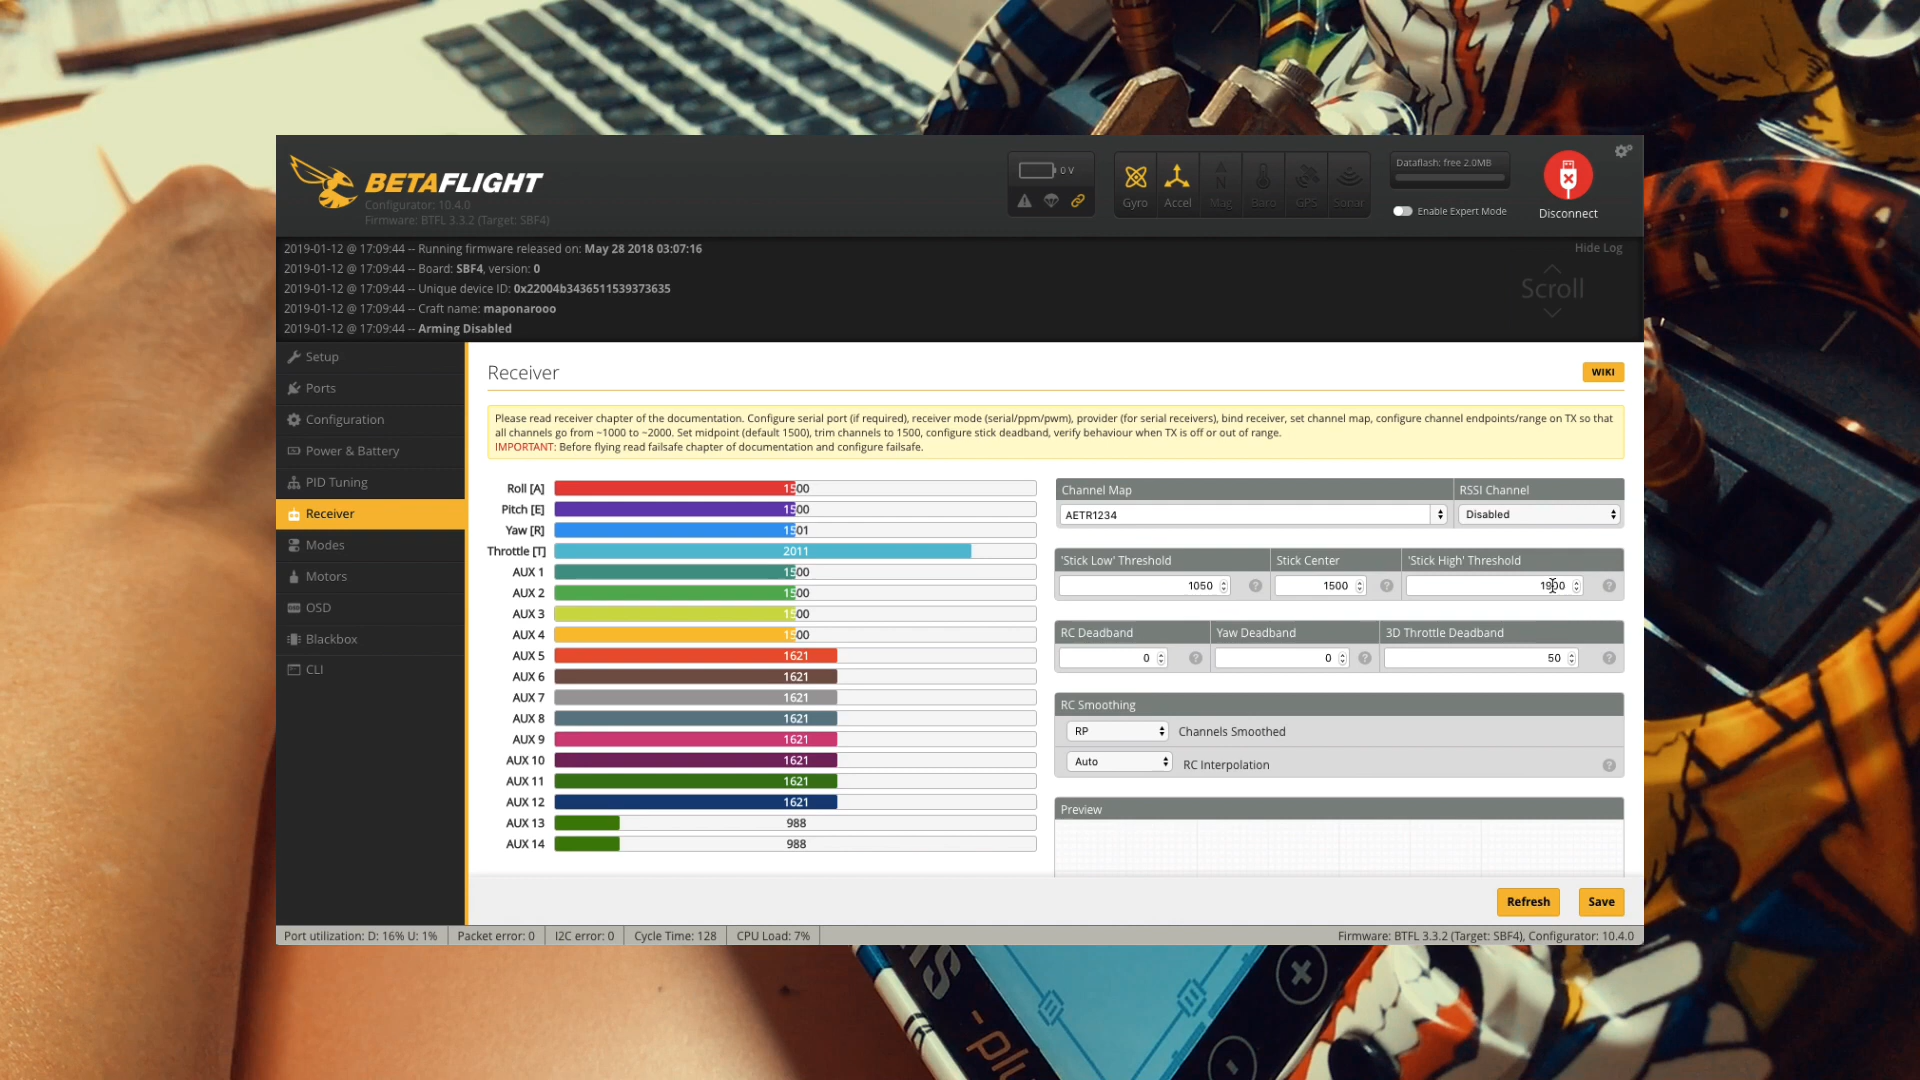 BETAFLIGHT
Configurator: 10.4.0
Firmware: BTFL 3.3.2 (Target: SBF4)
0 V
Gyro Accel Mag Baro GPS Sonar
Dataflash: free 2.0MB
Enable Expert Mode
Disconnect
2019-01-12 @ 17:09:44 -- Running firmware released on: May 28 2018 03:07:16
2019-01-12 @ 17:09:44 -- Board: SBF4, version: 0
2019-01-12 @ 17:09:44 -- Unique device ID: 0x22004b3436511539373635
2019-01-12 @ 17:09:44 -- Craft name: maponarooo
2019-01-12 @ 17:09:44 -- Arming Disabled
Hide Log
Scroll
Setup
Ports
Configuration
Power & Battery
PID Tuning
Receiver
Modes
Motors
OSD
Blackbox
CLI
Receiver
WIKI
Please read receiver chapter of the documentation. Configure serial port (if required), receiver mode (serial/ppm/pwm), provider (for serial receivers), bind receiver, set channel map, configure channel endpoints/range on TX so that
all channels go from ~1000 to ~2000. Set midpoint (default 1500), trim channels to 1500, configure stick deadband, verify behaviour when TX is off or out of range.
IMPORTANT: Before flying read failsafe chapter of documentation and configure failsafe.
Roll [A] 1500
Pitch [E] 1500
Yaw [R] 1501
Throttle [T] 2011
AUX 1 1500
AUX 2 1500
AUX 3 1500
AUX 4 1500
AUX 5 1621
AUX 6 1621
AUX 7 1621
AUX 8 1621
AUX 9 1621
AUX 10 1621
AUX 11 1621
AUX 12 1621
AUX 13 988
AUX 14 988
Channel Map RSSI Channel
AETR1234 Disabled
'Stick Low' Threshold Stick Center 'Stick High' Threshold
1050 1500 1900
RC Deadband Yaw Deadband 3D Throttle Deadband
0 0 50
RC Smoothing
RP Channels Smoothed
Auto RC Interpolation
Preview
Refresh Save
Port utilization: D: 16% U: 1% Packet error: 0 I2C error: 0 Cycle Time: 128 CPU Load: 7% Firmware: BTFL 3.3.2 (Target: SBF4), Configurator: 10.4.0